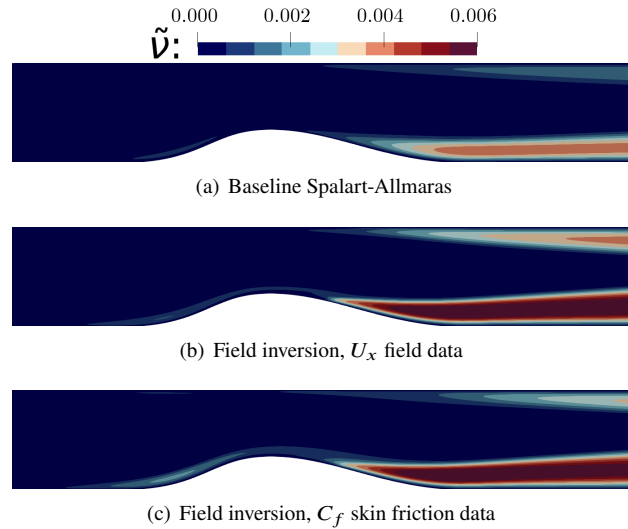 0.000 0.002 0.004 0.006
ν̃:
(a) Baseline Spalart-Allmaras
(b) Field inversion, Uₓ field data
(c) Field inversion, C_f skin friction data